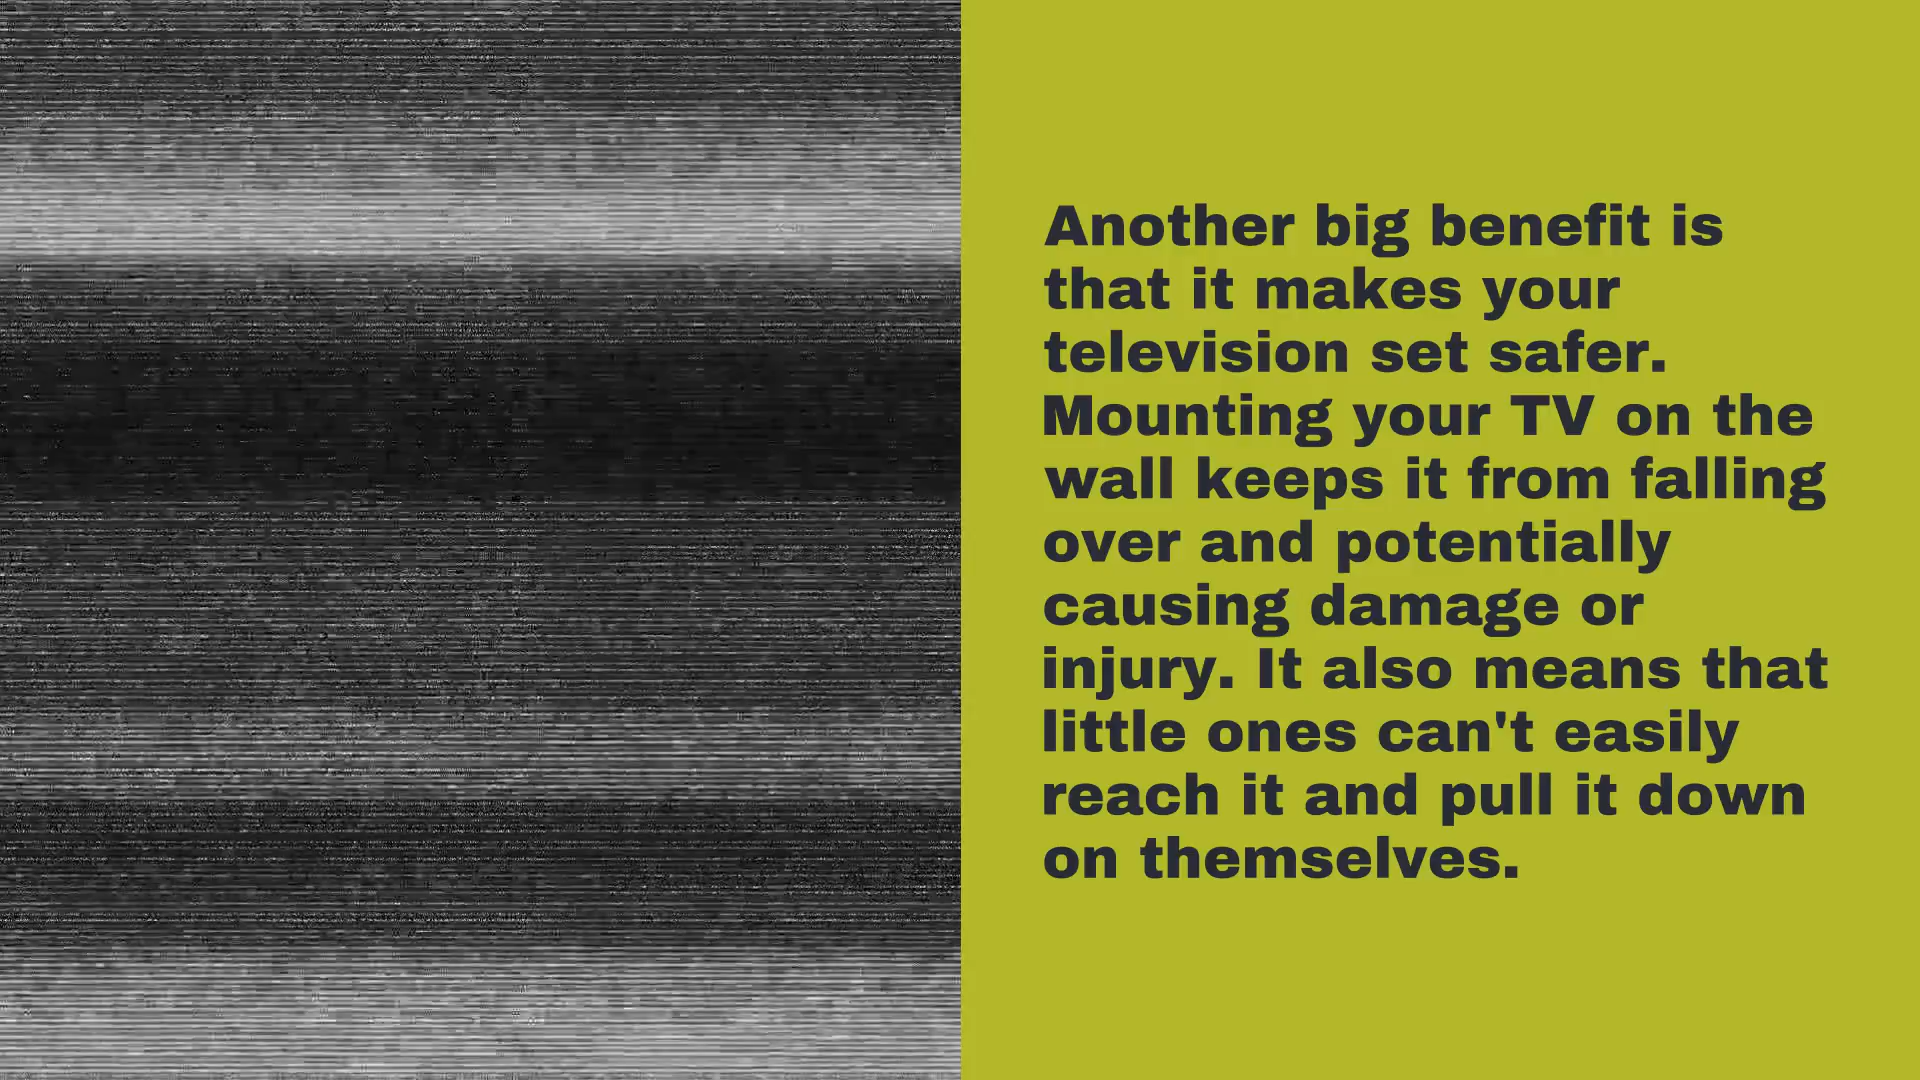 Another big benefit is
that it makes your
television set safer.
Mounting your TV on the
wall keeps it from falling
over and potentially
causing damage or
injury. It also means that
little ones can't easily
reach it and pull it down
on themselves.